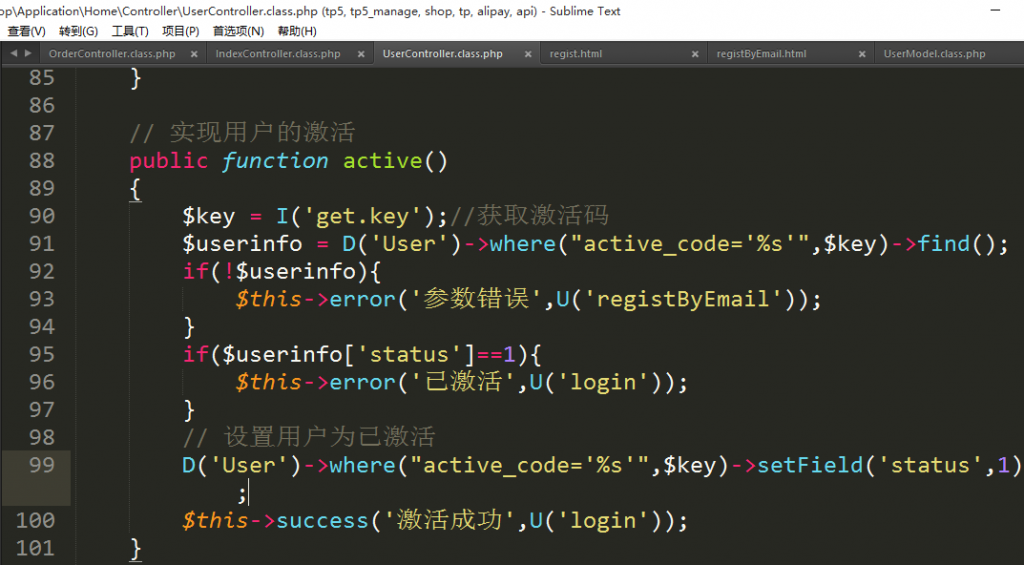 op\Application\Home\Controller\UserController.class.php (tp5, tp5_manage, shop, tp, alipay, api) - Sublime Text
查看(V) 转到(G) 工具(T) 项目(P) 首选项(N) 帮助(H)
OrderController.class.php × IndexController.class.php × UserController.class.php × regist.html × registByEmail.html × UserModel.class.php
85 }
86
87 // 实现用户的激活
88 public function active()
89 {
90 $key = I('get.key');//获取激活码
91 $userinfo = D('User')->where("active_code='%s'",$key)->find();
92 if(!$userinfo){
93 $this->error('参数错误',U('registByEmail'));
94 }
95 if($userinfo['status']==1){
96 $this->error('已激活',U('login'));
97 }
98 // 设置用户为已激活
99 D('User')->where("active_code='%s'",$key)->setField('status',1)
;
100 $this->success('激活成功',U('login'));
101 }